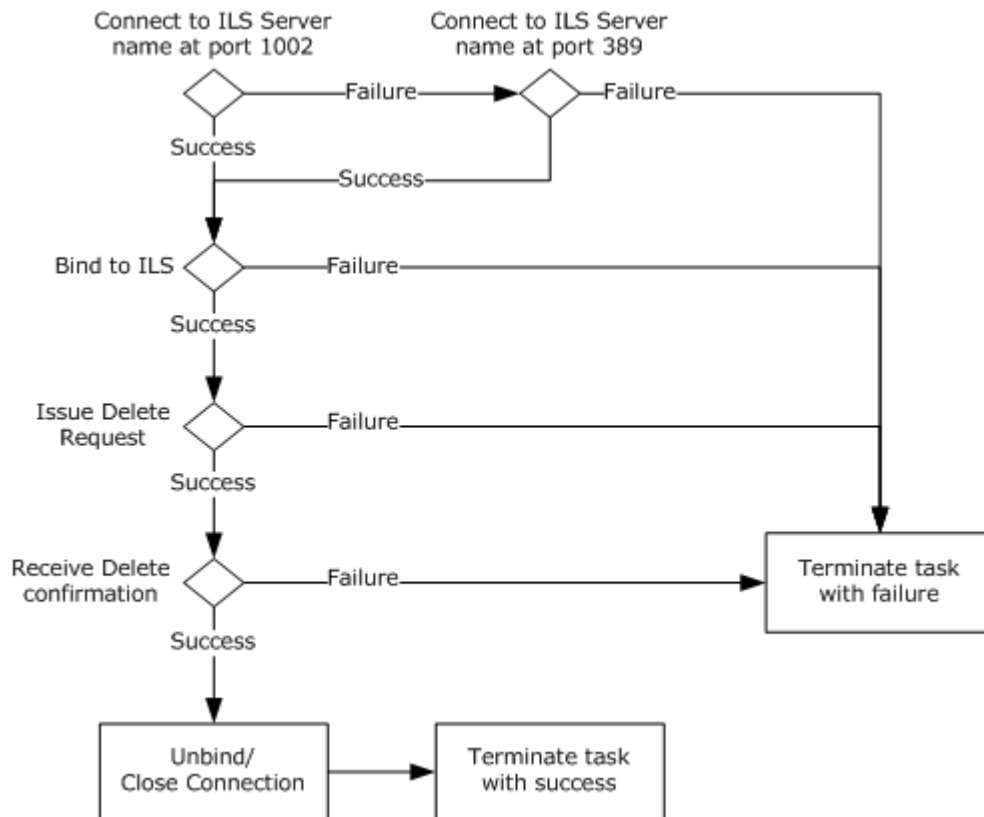 Connect to ILS Server
name at port 1002
Connect to ILS Server
name at port 389
Failure
Failure
Success
Success
Bind to ILS
Failure
Success
Issue Delete
Request
Failure
Success
Receive Delete
confirmation
Failure
Terminate task
with failure
Success
Unbind/
Close Connection
Terminate task
with success